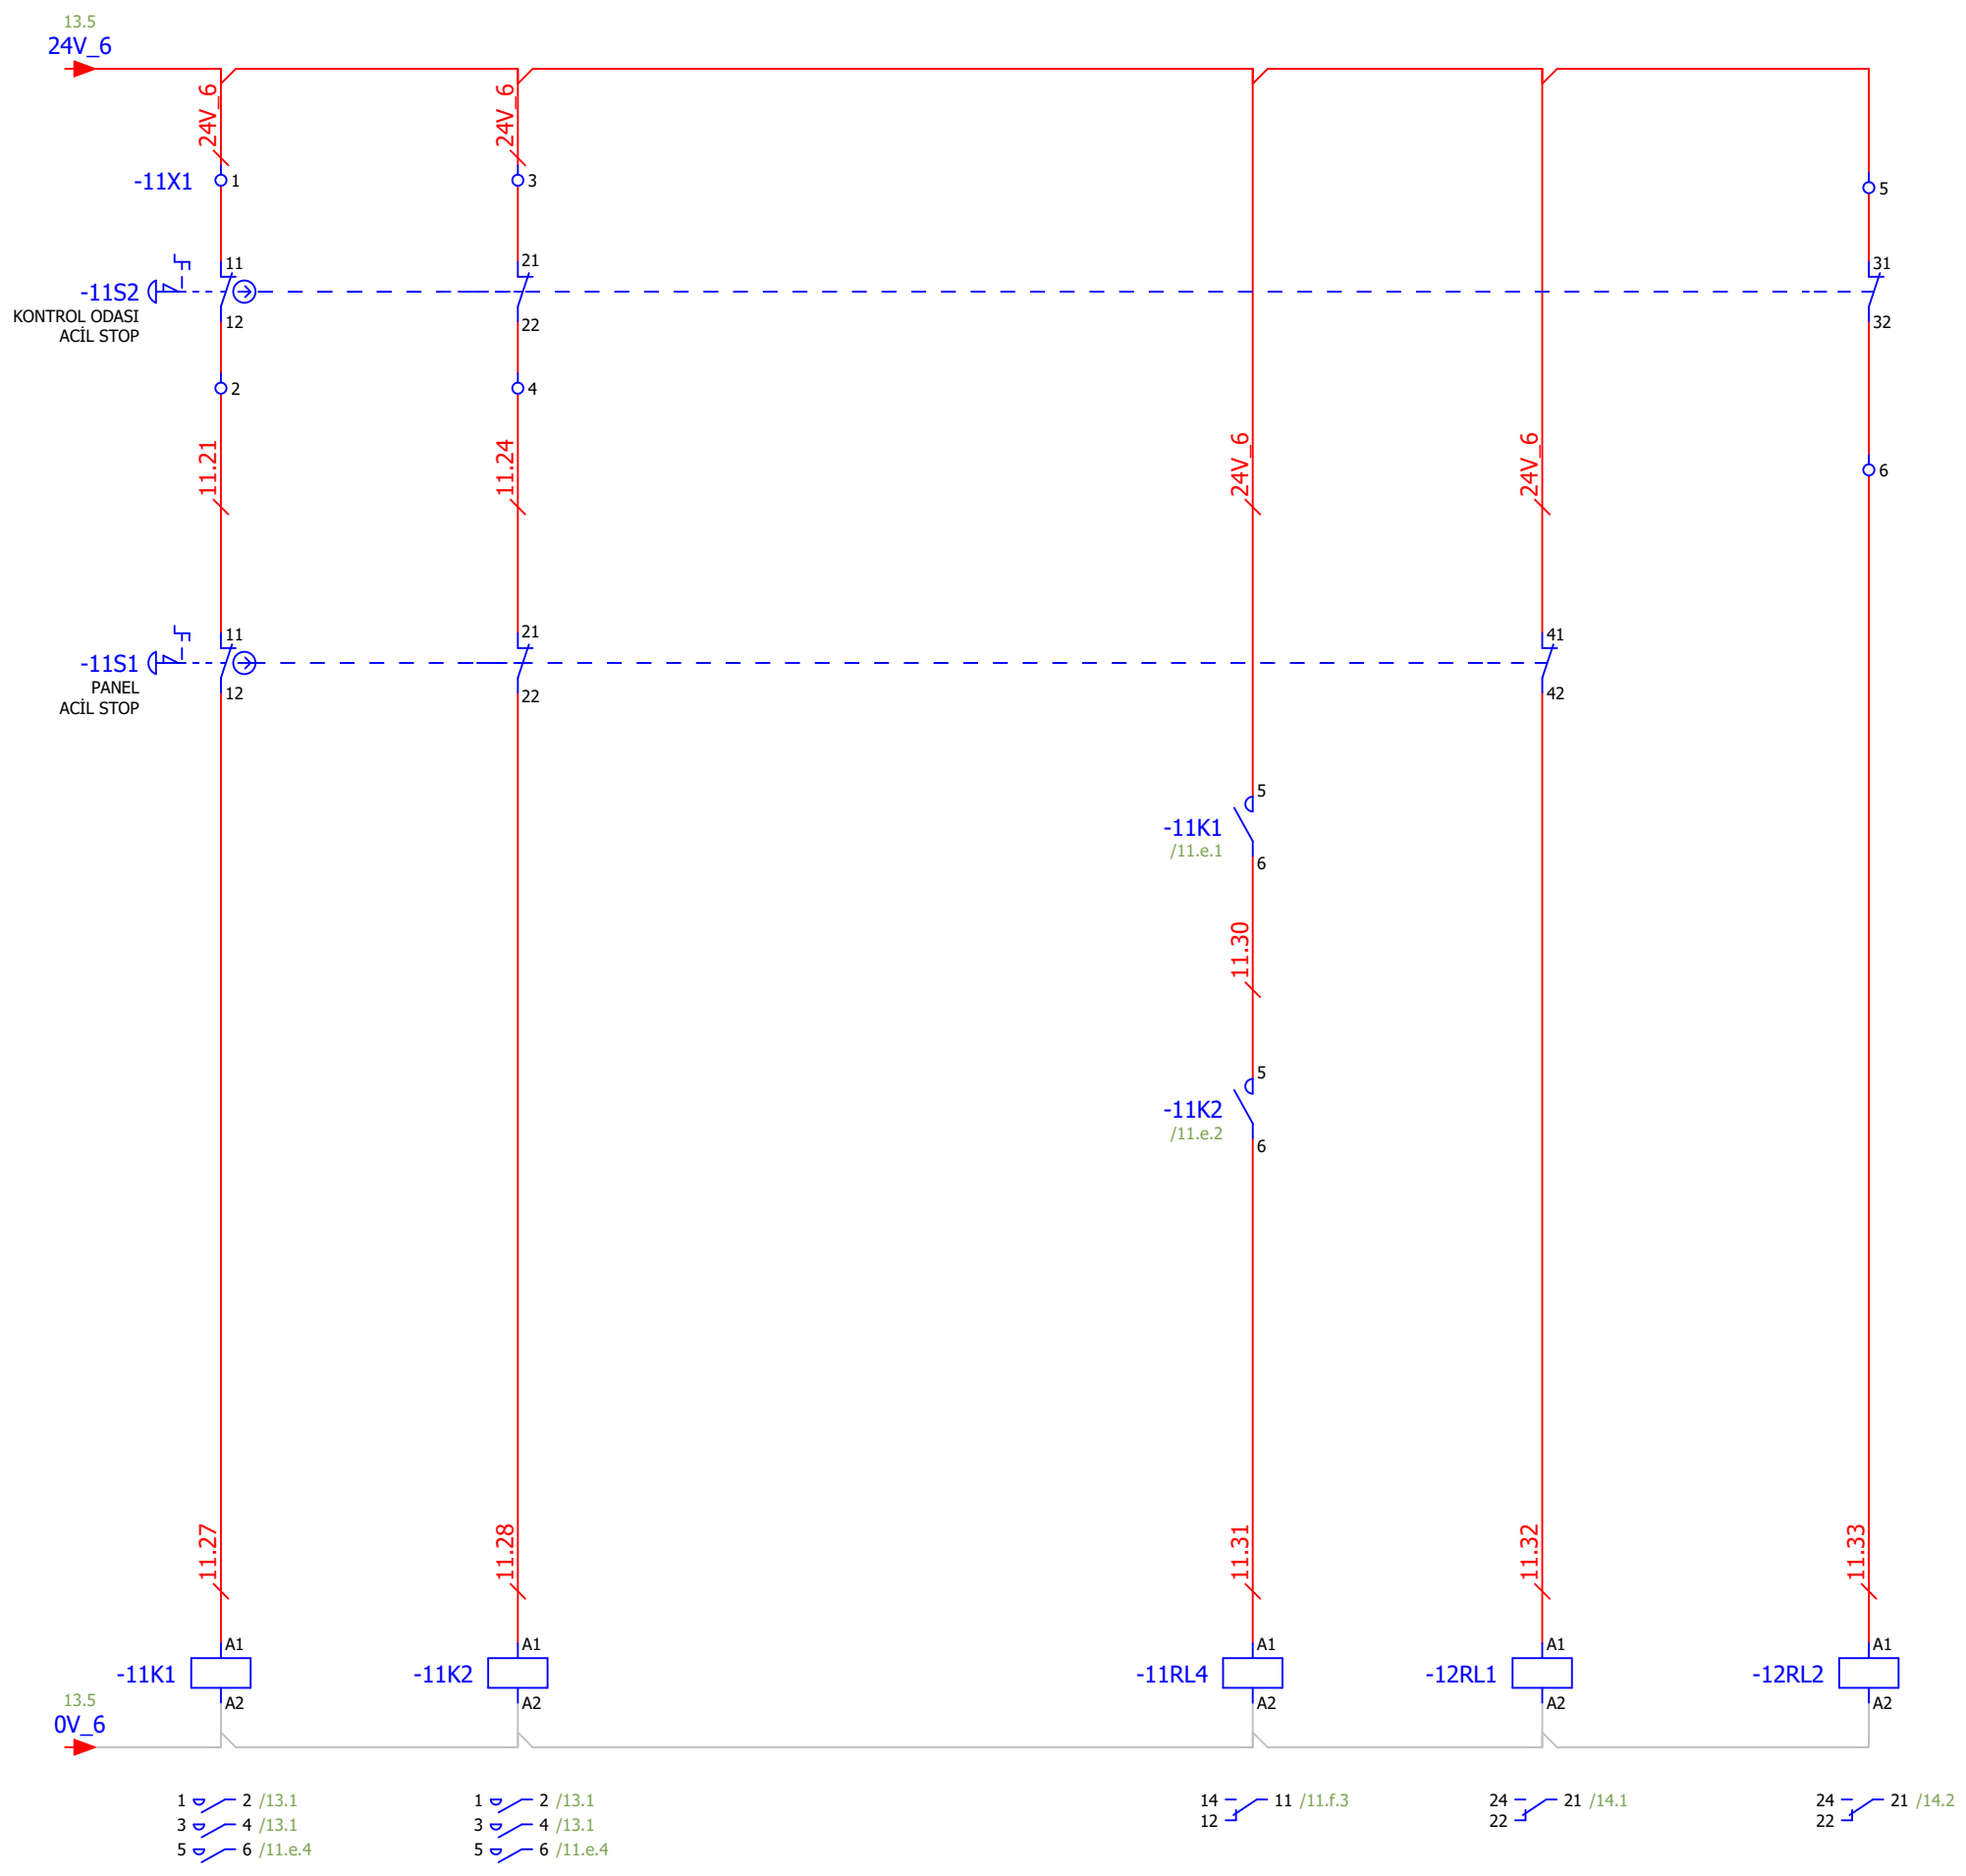 13.5
24V_6
24V_6
24V_6
-11X1
1
3
5
11
21
31
-11S2
KONTROL ODASI
ACİL STOP
12
22
32
2
4
11.21
11.24
24V_6
24V_6
6
11
21
41
-11S1
PANEL
ACİL STOP
12
22
42
5
-11K1
/11.e.1
6
11.30
5
-11K2
/11.e.2
6
11.27
11.28
11.31
11.32
11.33
A1
A1
A1
A1
A1
-11K1
-11K2
-11RL4
-12RL1
-12RL2
A2
A2
A2
A2
A2
13.5
0V_6
1 2 /13.1
3 4 /13.1
5 6 /11.e.4
1 2 /13.1
3 4 /13.1
5 6 /11.e.4
14 11 /11.f.3
12
24 21 /14.1
22
24 21 /14.2
22